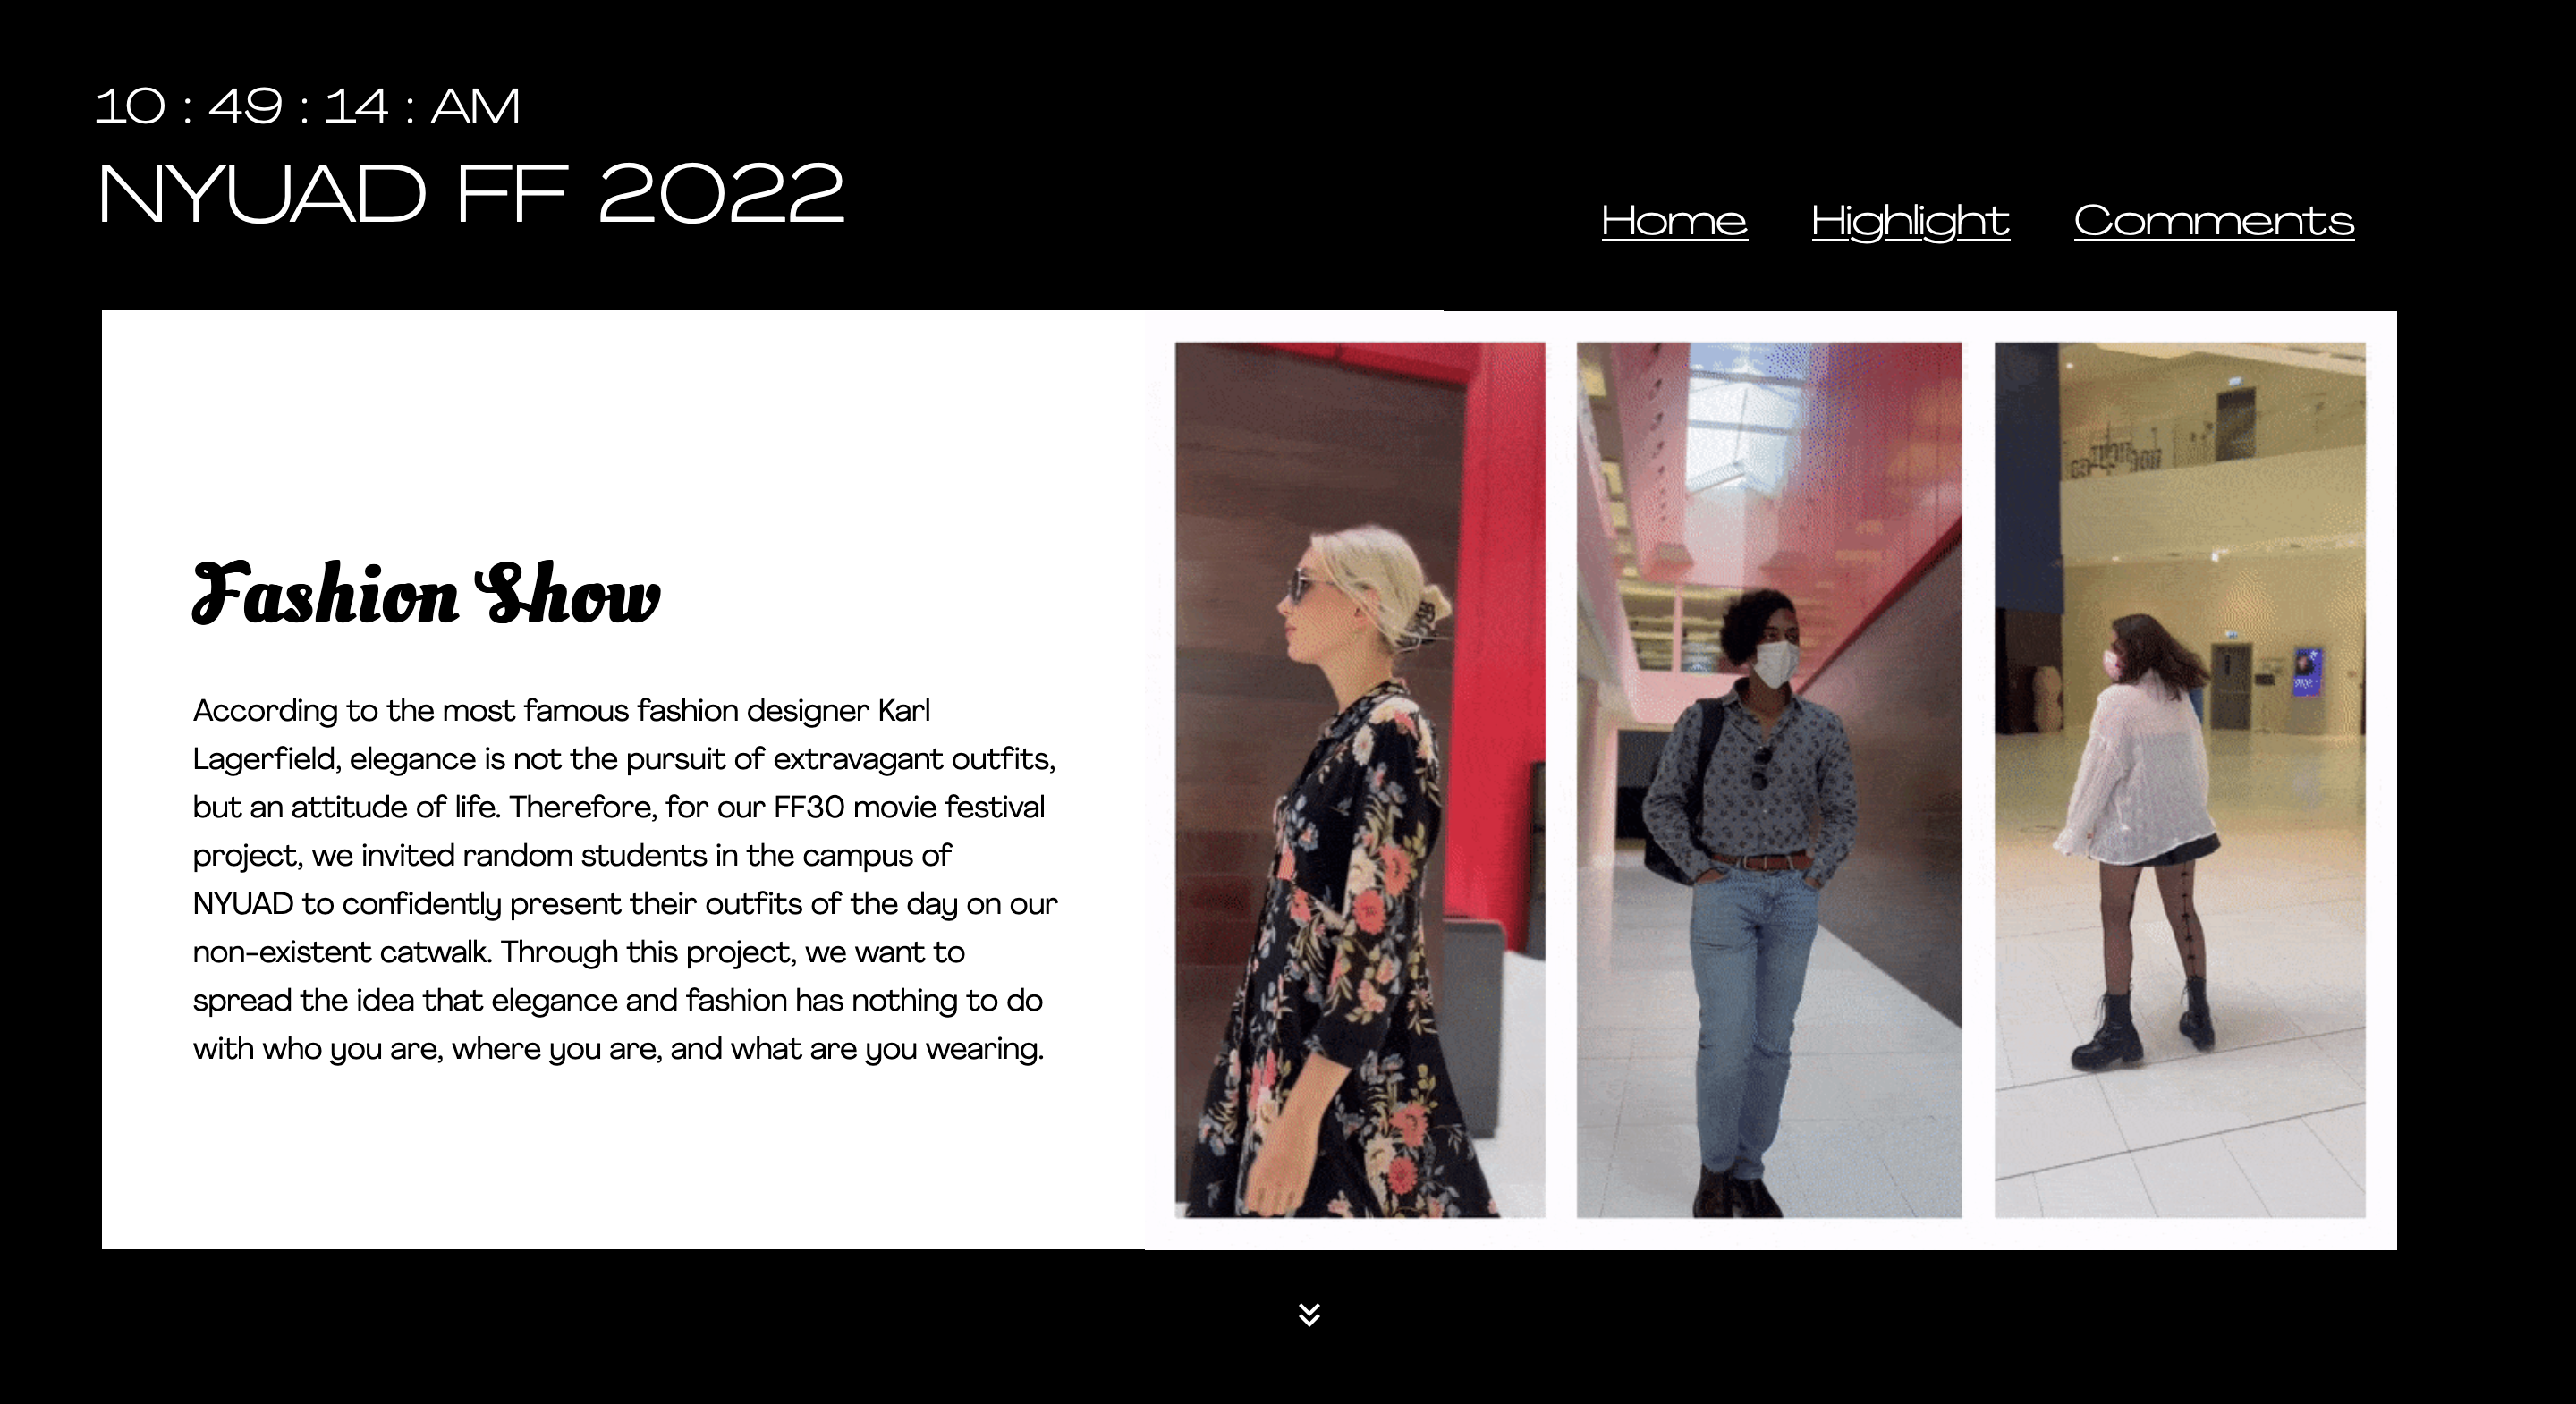 10 : 49 : 14 : AM
NYUAD FF 2022
Home Highlight Comments
Fashion Show
According to the most famous fashion designer Karl
Lagerfield, elegance is not the pursuit of extravagant outfits,
but an attitude of life. Therefore, for our FF30 movie festival
project, we invited random students in the campus of
NYUAD to confidently present their outfits of the day on our
non-existent catwalk. Through this project, we want to
spread the idea that elegance and fashion has nothing to do
with who you are, where you are, and what are you wearing.